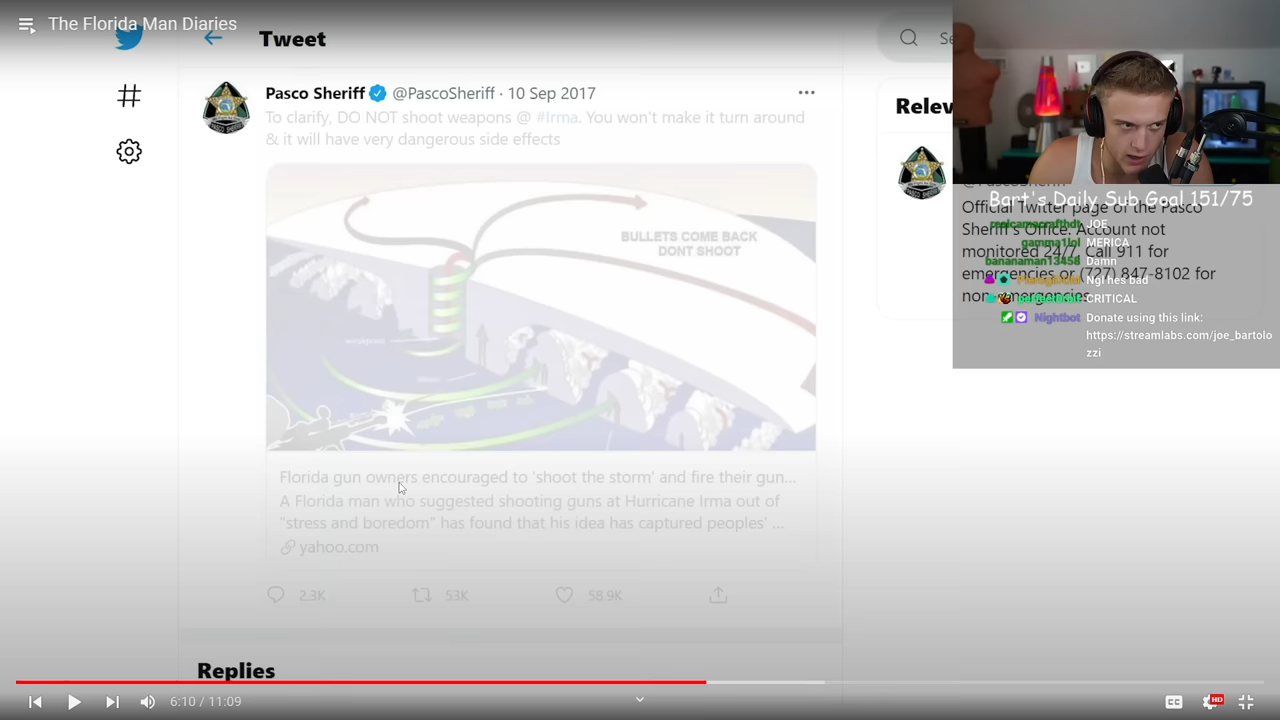 The Florida Man Diaries
Tweet
Pasco Sheriff @PascoSheriff · 10 Sep 2017
To clarify, DO NOT shoot weapons @ #Irma. You won't make it turn around
& it will have very dangerous side effects
BULLETS COME BACK
DONT SHOOT
Florida gun owners encouraged to 'shoot the storm' and fire their gun...
A Florida man who suggested shooting guns at Hurricane Irma out of
"stress and boredom" has found that his idea has captured peoples' ...
yahoo.com
2.3K 53K 58.9K
Replies
Se
Relev
Bart's Daily Sub Goal 151/75
Official Twitter page of the Pasco
Sheriff's Office. Account not
monitored 24/7. Call 911 for
emergencies or (727) 847-8102 for
non-emergencies.
JOE
gamma1lol MERICA
bananaman13458 Damn
Ngl hes bad
CRITICAL
Nightbot Donate using this link:
https://streamlabs.com/joe_bartolo
zzi
6:10 / 11:09
CC
HD